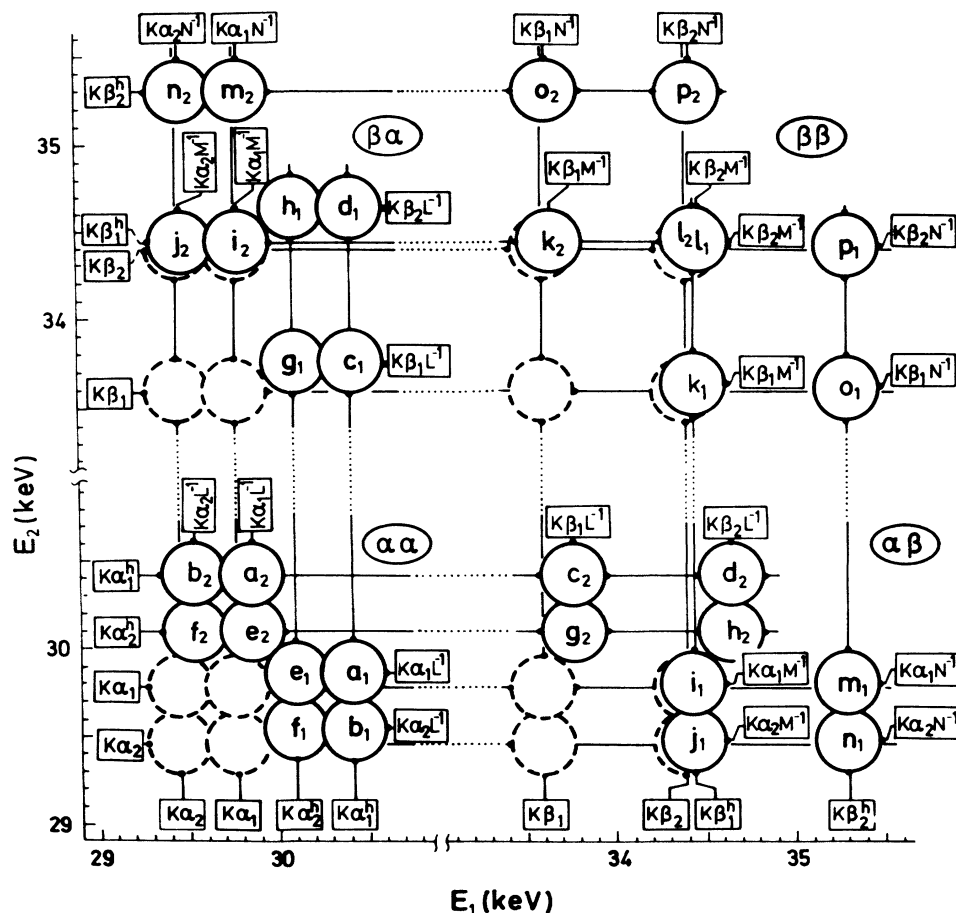 Kα₂N⁻¹ Kα₁N⁻¹ Kβ₁N⁻¹ Kβ₂N⁻¹
Kβ₂ʰ n₂ m₂ o₂ p₂
βα ββ
35
Kα₂M⁻¹ Kα₁M⁻¹ Kβ₁M⁻¹ Kβ₂M⁻¹
h₁ d₁ Kβ₂L⁻¹
Kβ₁ʰ j₂ i₂ k₂ l₂l₁ Kβ₂M⁻¹ p₁ Kβ₂N⁻¹
Kβ₂
34
g₁ c₁ Kβ₁L⁻¹
Kβ₁ k₁ Kβ₁M⁻¹ o₁ Kβ₁N⁻¹
E₂(keV)
Kα₂L⁻¹ Kα₁L⁻¹ αα Kβ₁L⁻¹ Kβ₂L⁻¹ αβ
Kα₁ʰ b₂ a₂ c₂ d₂
Kα₂ʰ f₂ e₂ g₂ h₂
30
Kα₁ e₁ a₁ Kα₁L⁻¹ i₁ Kα₁M⁻¹ m₁ Kα₁N⁻¹
Kα₂ f₁ b₁ Kα₂L⁻¹ j₁ Kα₂M⁻¹ n₁ Kα₂N⁻¹
Kα₂ Kα₁ Kα₂ʰ Kα₁ʰ Kβ₁ Kβ₂ Kβ₁ʰ Kβ₂ʰ
29
29 30 34 35
E₁(keV)